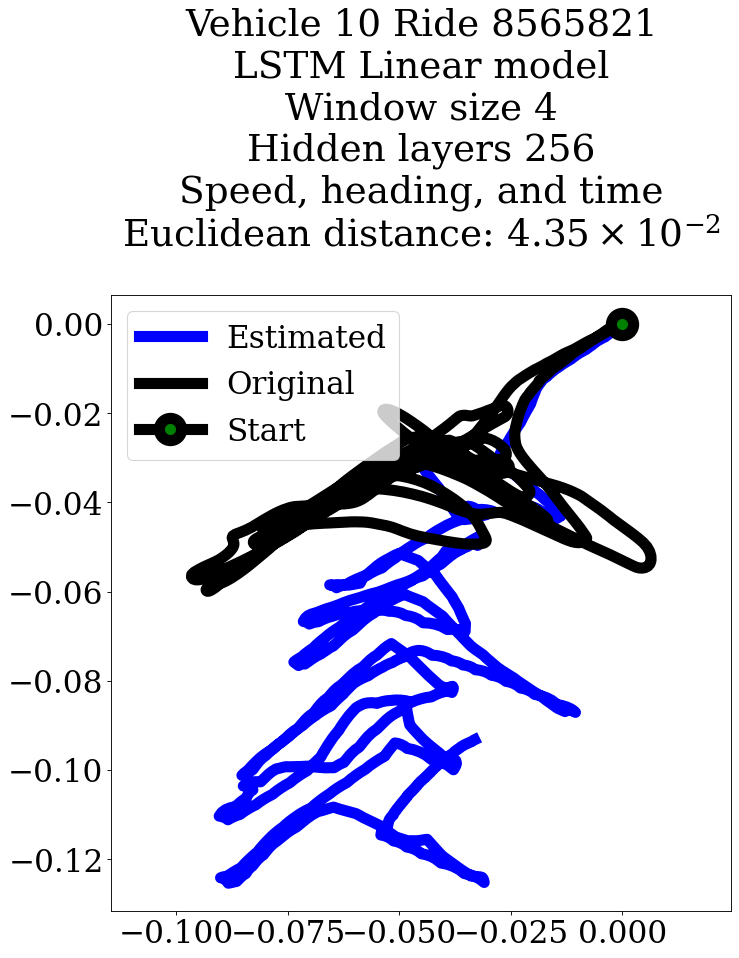 Vehicle 10 Ride 8565821
LSTM Linear model
Window size 4
Hidden layers 256
Speed, heading, and time
Euclidean distance: 4.35 × 10⁻²
Estimated
Original
Start
0.00
−0.02
−0.04
−0.06
−0.08
−0.10
−0.12
−0.100 −0.075 −0.050 −0.025 0.000